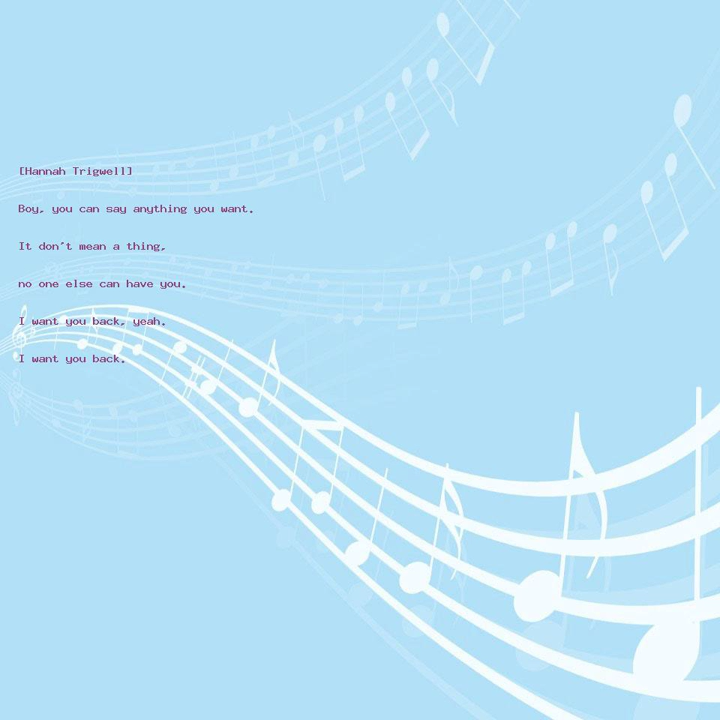 [Hannah Trigwell]
Boy, you can say anything you want.
It don't mean a thing,
no one else can have you.
I want you back, yeah.
I want you back.